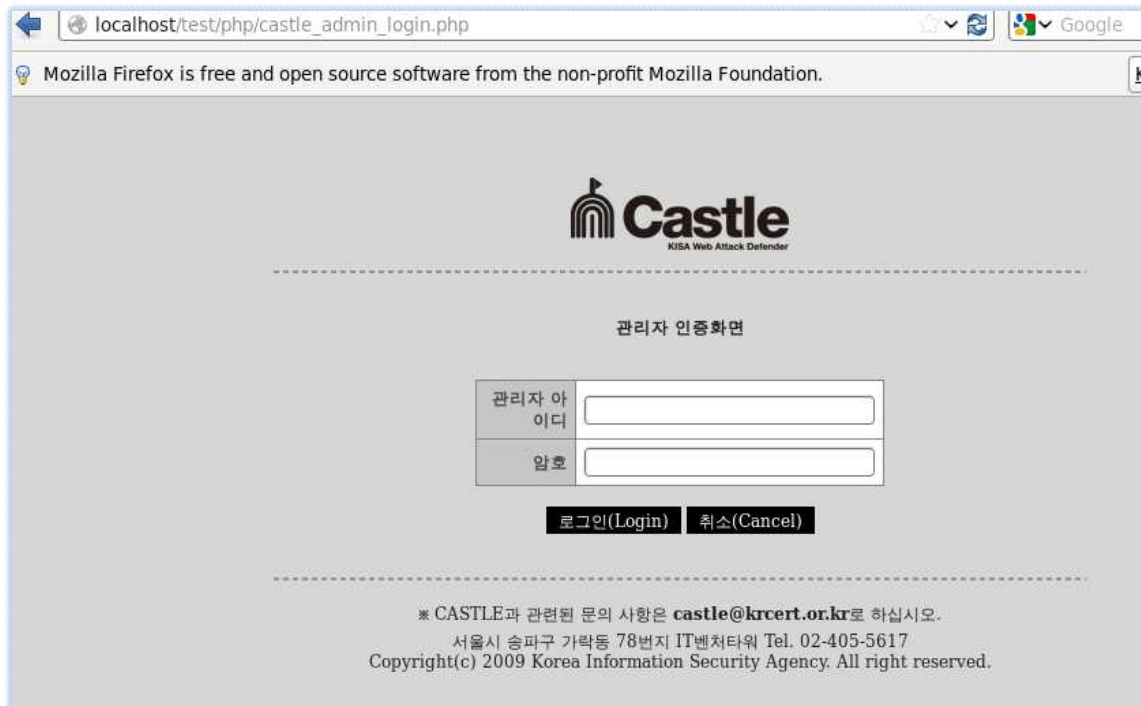 localhost/test/php/castle_admin_login.php
Google
Mozilla Firefox is free and open source software from the non-profit Mozilla Foundation.
K
Castle
KISA Web Attack Defender
관리자 인증화면
관리자 아
이디
암호
로그인(Login) 취소(Cancel)
※ CASTLE과 관련된 문의 사항은 castle@krcert.or.kr로 하십시오.
서울시 송파구 가락동 78번지 IT벤처타워 Tel. 02-405-5617
Copyright(c) 2009 Korea Information Security Agency. All right reserved.